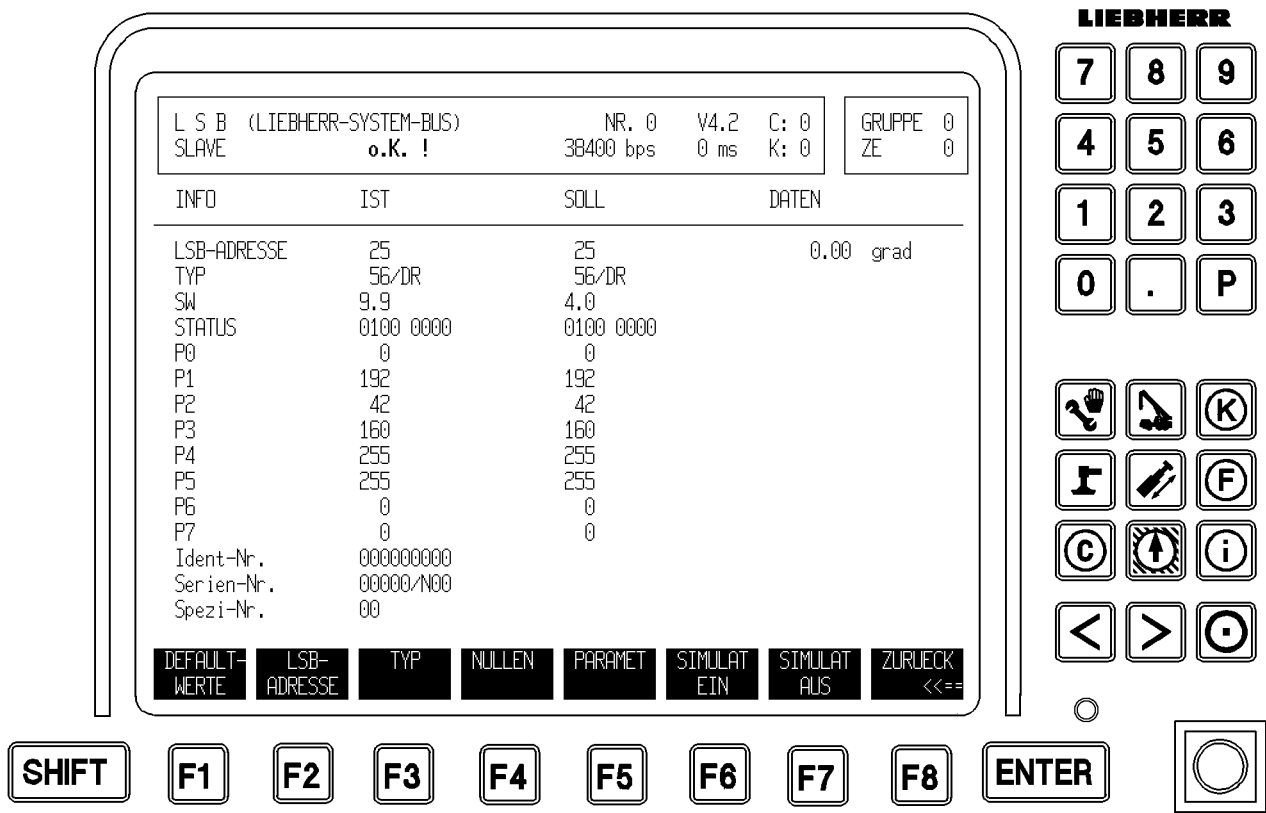 LIEBHERR
L S B (LIEBHERR-SYSTEM-BUS) NR. 0 V4.2 C: 0 GRUPPE 0
SLAVE o.K. ! 38400 bps 0 ms K: 0 ZE 0
INFO IST SOLL DATEN
LSB-ADRESSE 25 25 0.00 grad
TYP 56/DR 56/DR
SW 9.9 4.0
STATUS 0100 0000 0100 0000
P0 0 0
P1 192 192
P2 42 42
P3 160 160
P4 255 255
P5 255 255
P6 0 0
P7 0 0
Ident-Nr. 000000000
Serien-Nr. 00000/N00
Spezi-Nr. 00
DEFAULT- LSB- TYP NULLEN PARAMET SIMULAT SIMULAT ZURUECK
WERTE ADRESSE EIN AUS <<==
7 8 9
4 5 6
1 2 3
0 . P
K
F
C i
< >
SHIFT F1 F2 F3 F4 F5 F6 F7 F8 ENTER